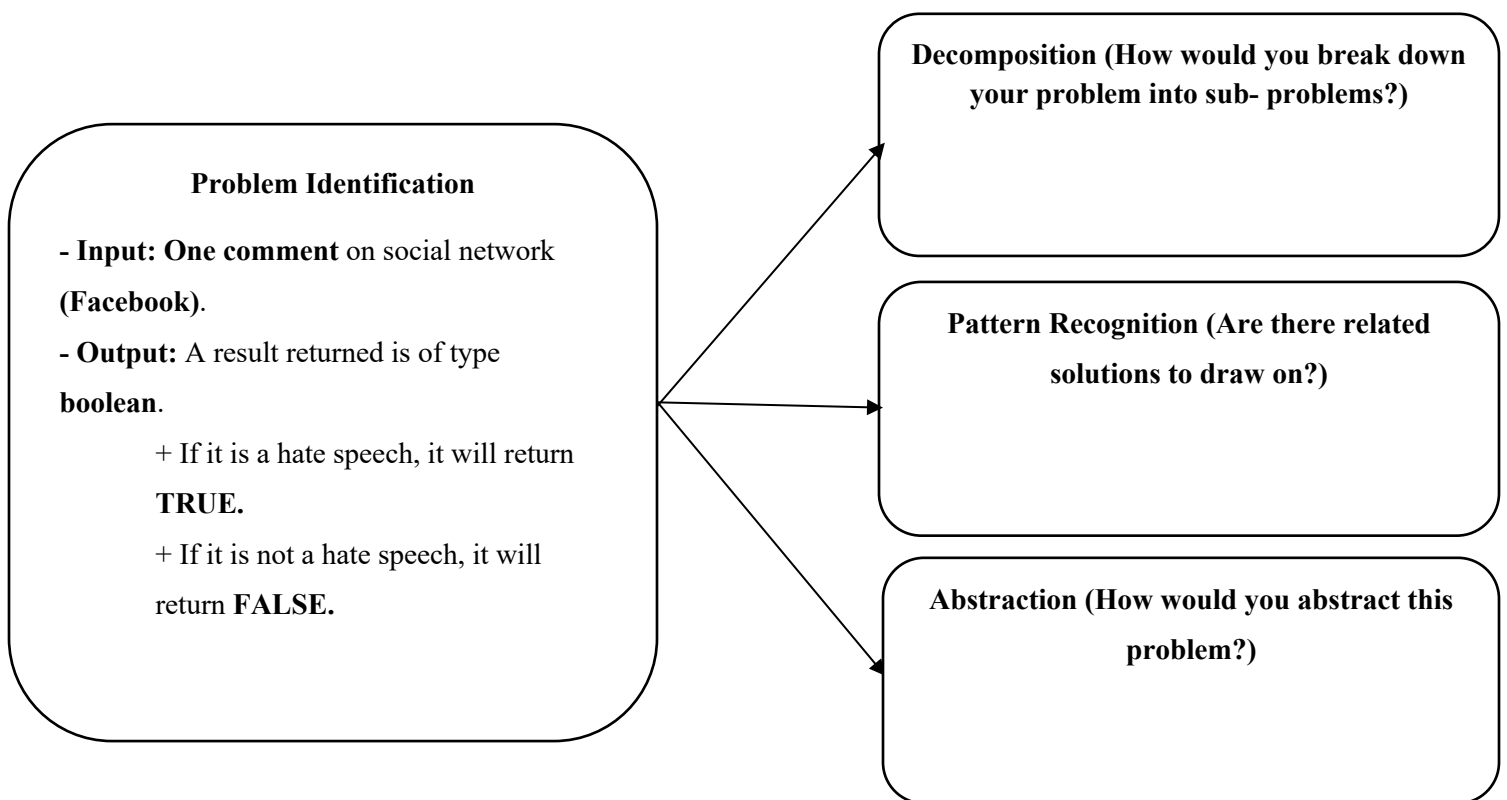 Problem Identification
- Input: One comment on social network
(Facebook).
- Output: A result returned is of type
boolean.
+ If it is a hate speech, it will return
TRUE.
+ If it is not a hate speech, it will
return FALSE.
Decomposition (How would you break down
your problem into sub- problems?)
Pattern Recognition (Are there related
solutions to draw on?)
Abstraction (How would you abstract this
problem?)